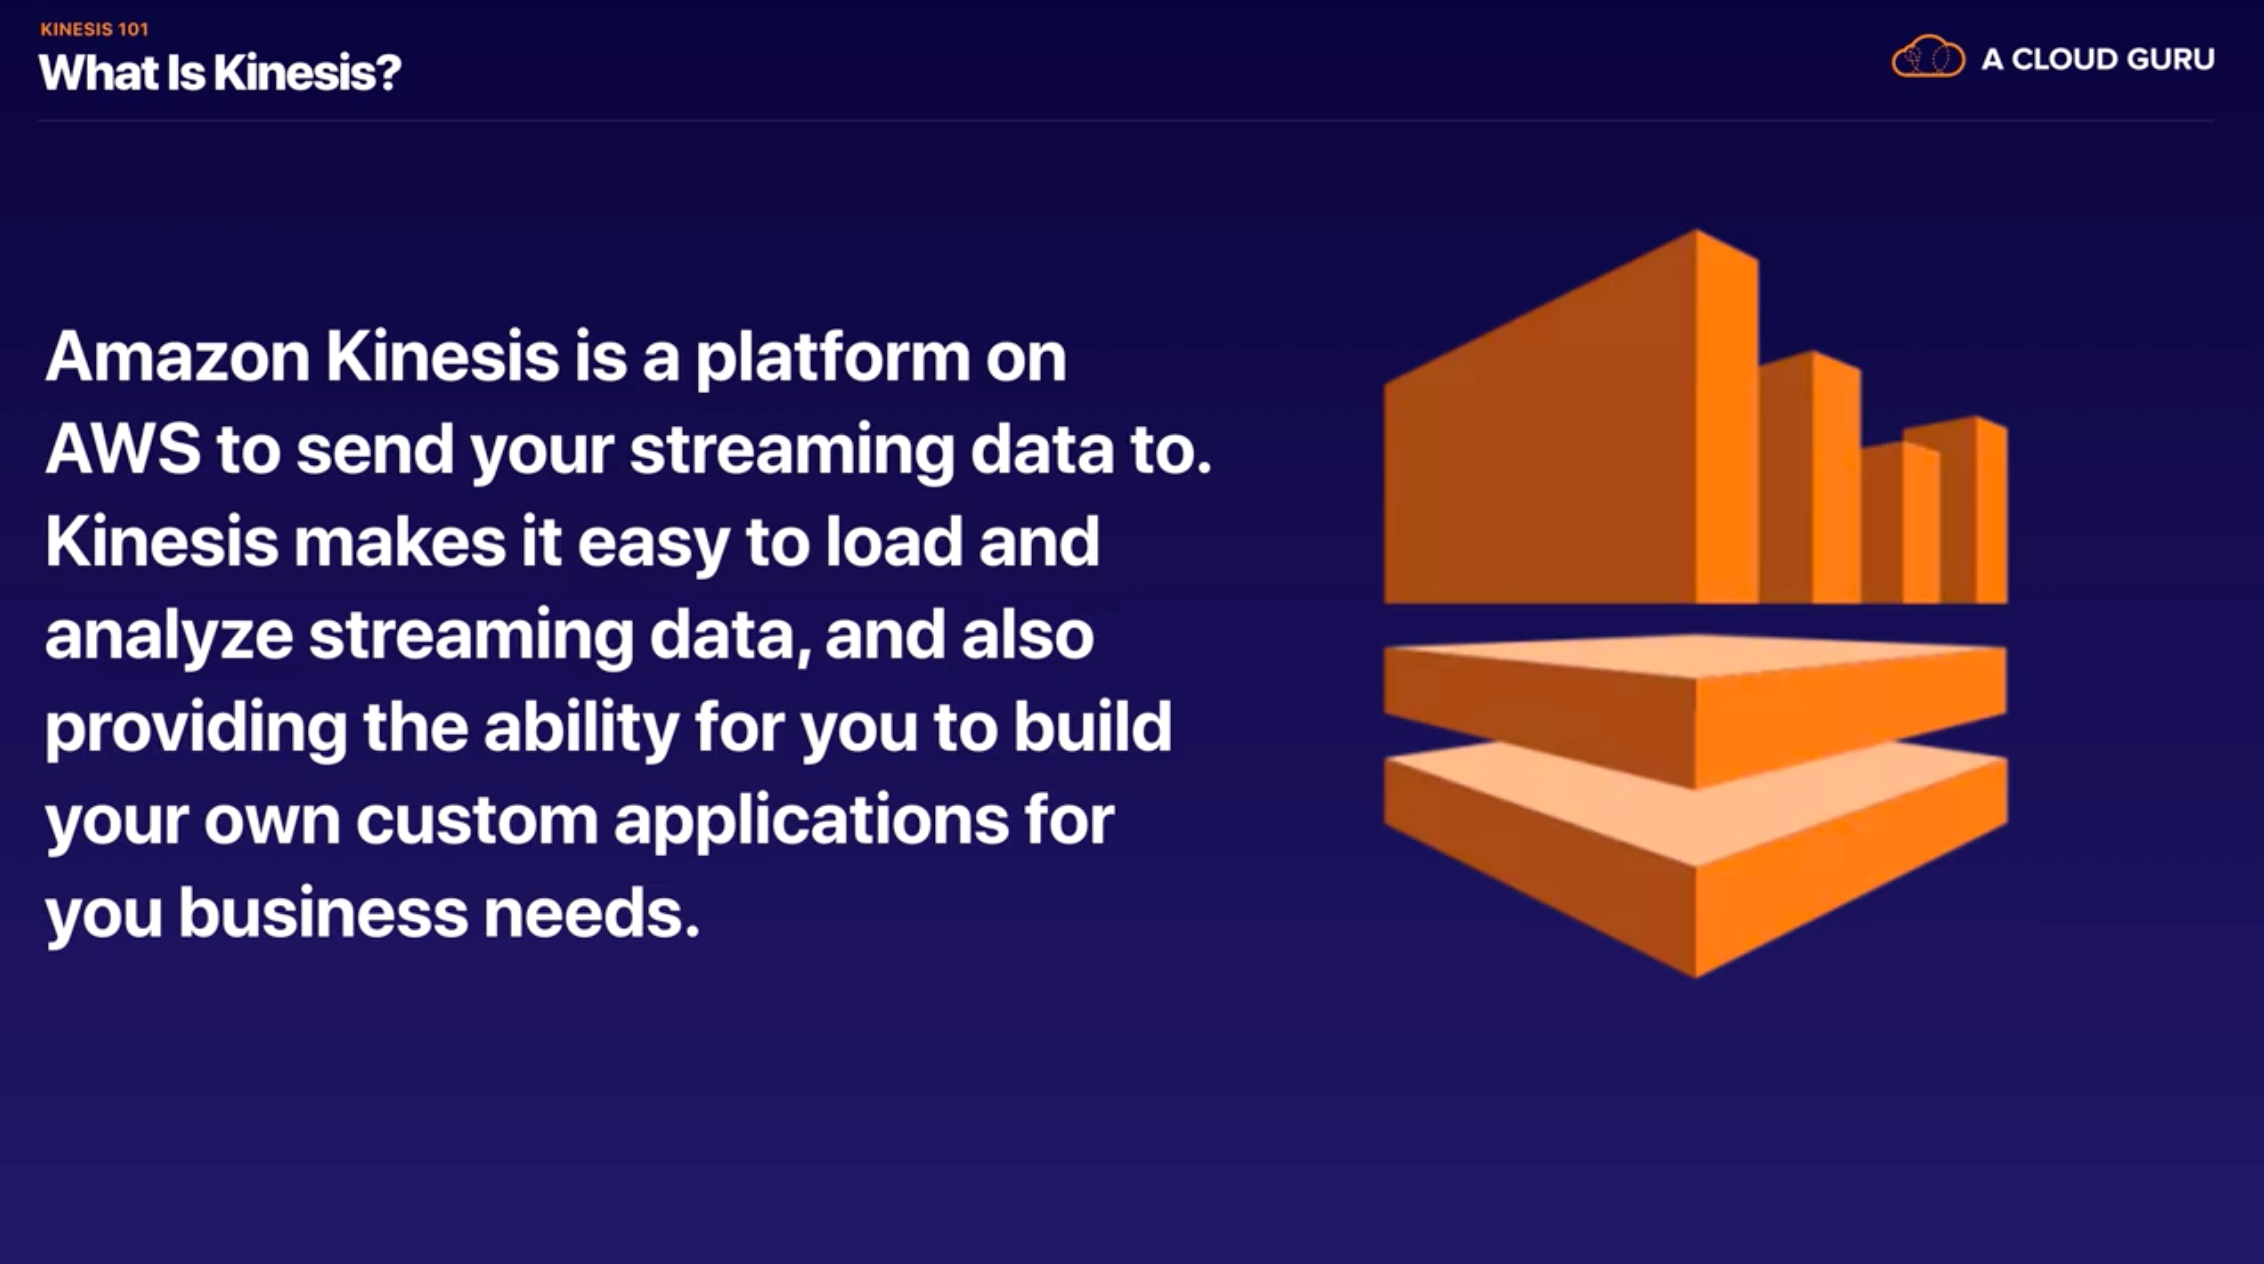 KINESIS 101
What Is Kinesis?
A CLOUD GURU
Amazon Kinesis is a platform on
AWS to send your streaming data to.
Kinesis makes it easy to load and
analyze streaming data, and also
providing the ability for you to build
your own custom applications for
you business needs.